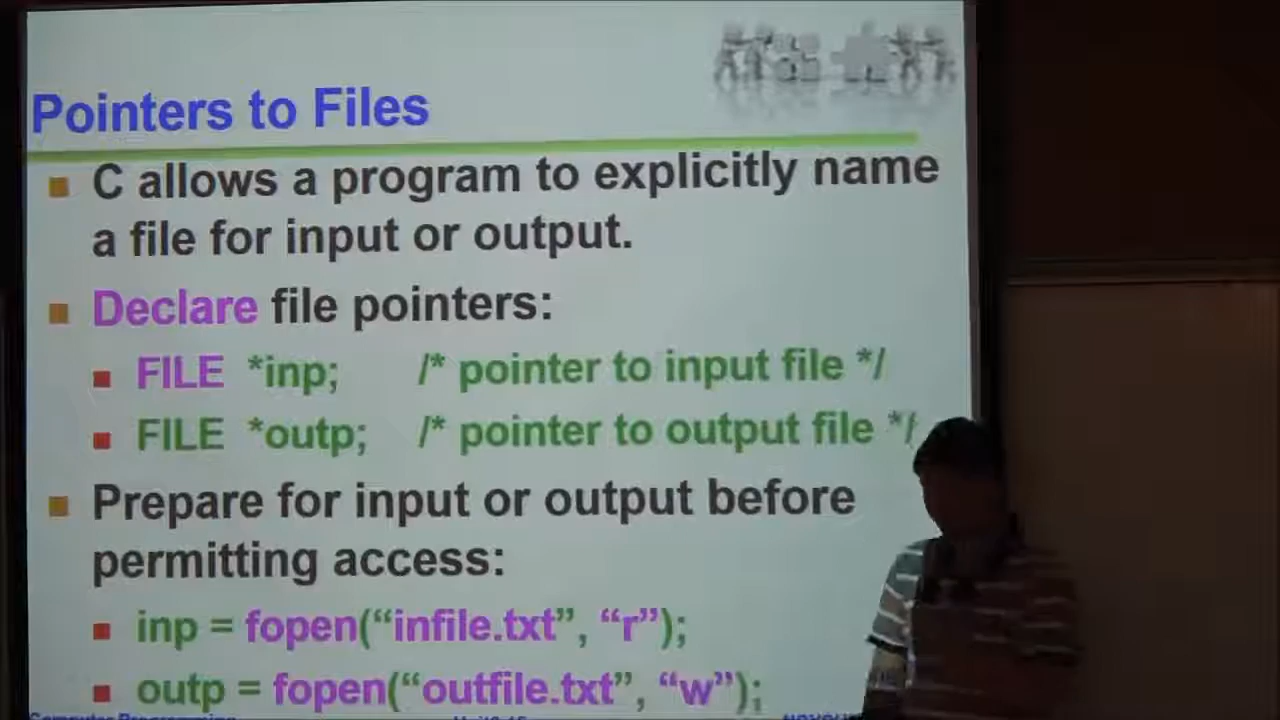 Pointers to Files
C allows a program to explicitly name
a file for input or output.
Declare file pointers:
FILE *inp; /* pointer to input file */
FILE *outp; /* pointer to output file */
Prepare for input or output before
permitting access:
inp = fopen(“infile.txt”, “r”);
outp = fopen(“outfile.txt”, “w”);
Computer Programming